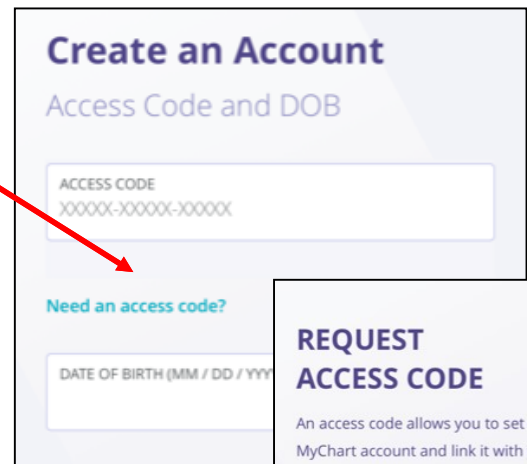 Create an Account
Access Code and DOB
ACCESS CODE
XXXXX-XXXXX-XXXXX
Need an access code?
DATE OF BIRTH (MM / DD / YYY
REQUEST
ACCESS CODE
An access code allows you to set
MyChart account and link it with